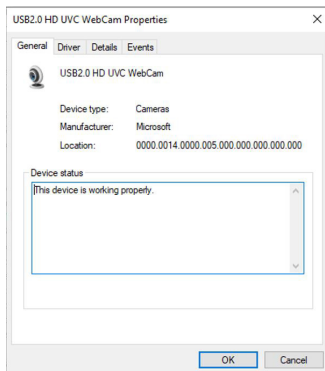 USB2.0 HD UVC WebCam Properties
General Driver Details Events
USB2.0 HD UVC WebCam
Device type: Cameras
Manufacturer: Microsoft
Location: 0000.0014.0000.005.000.000.000.000.000
Device status
This device is working properly.
OK Cancel